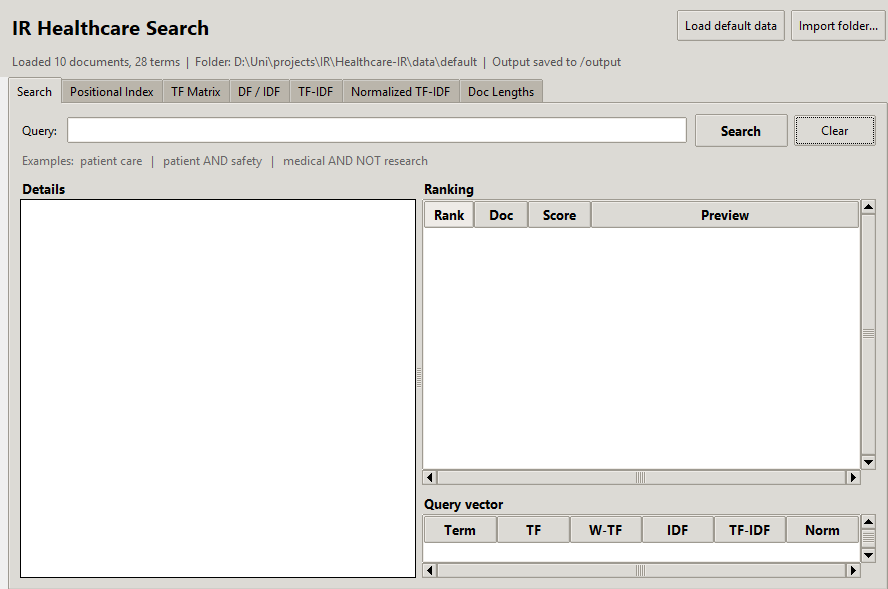 IR Healthcare Search
Load default data
Import folder...
Loaded 10 documents, 28 terms | Folder: D:\Uni\projects\IR\Healthcare-IR\data\default | Output saved to /output
Search Positional Index TF Matrix DF / IDF TF-IDF Normalized TF-IDF Doc Lengths
Query:
Search
Clear
Examples: patient care | patient AND safety | medical AND NOT research
Details
Ranking
Rank Doc Score Preview
Query vector
Term TF W-TF IDF TF-IDF Norm